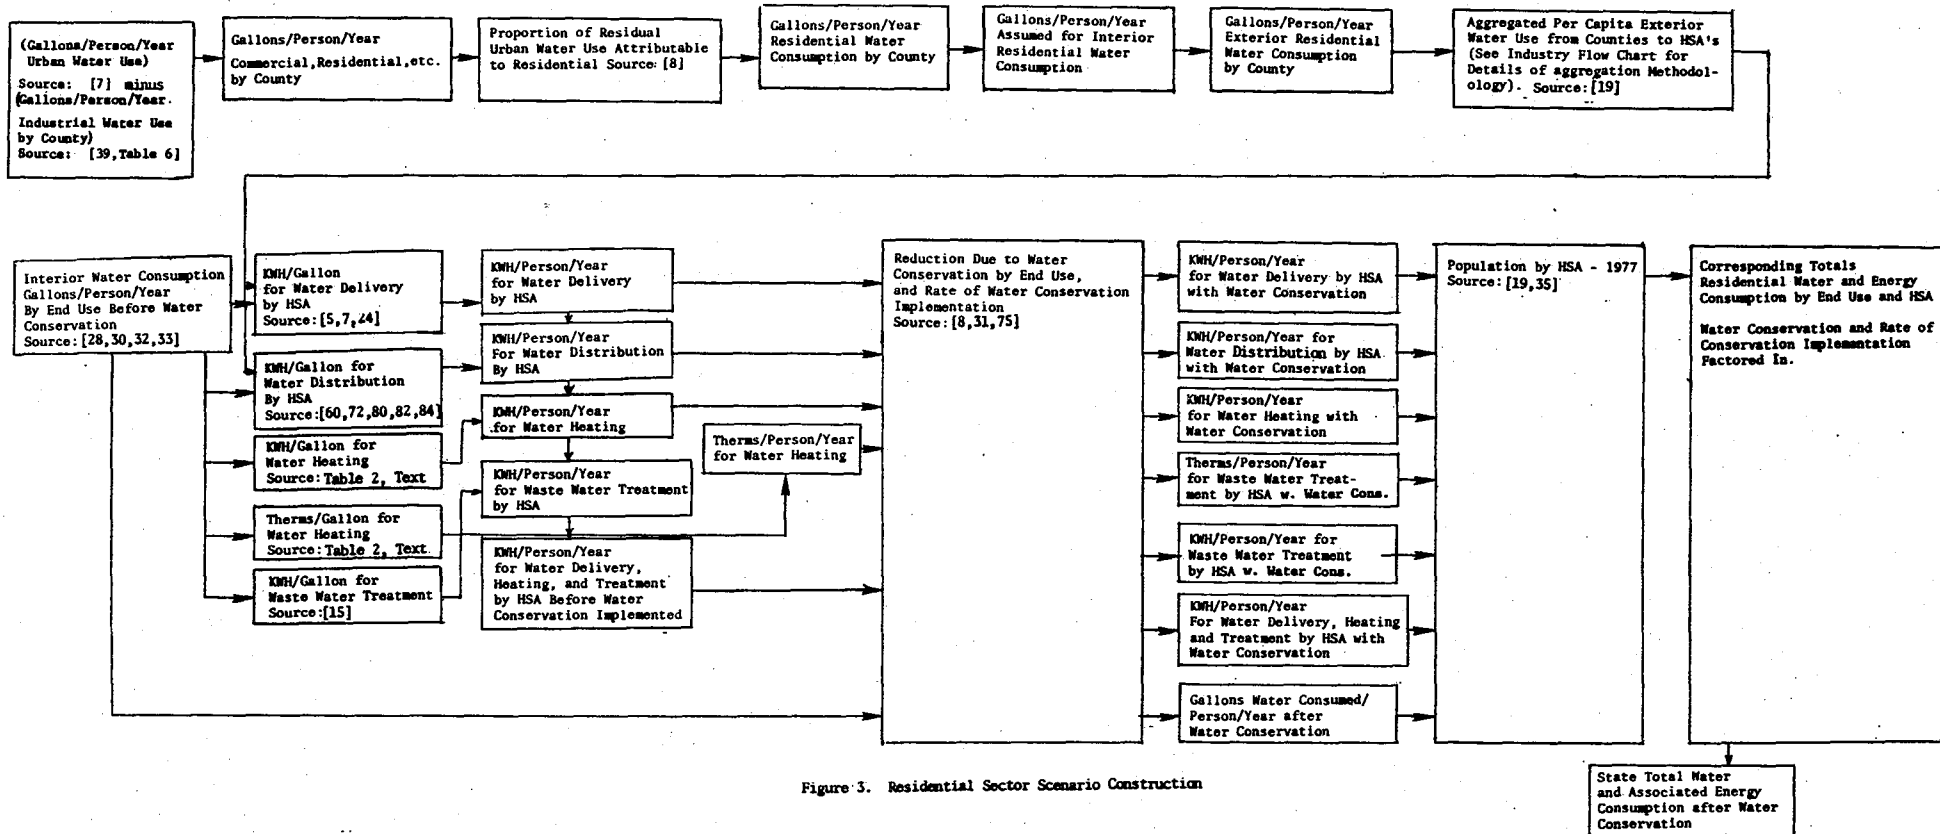 (Gallons/Person/Year
Urban Water Use)
Source: [7] minus
(Gallons/Person/Year.
Industrial Water Use
by County)
Source: [39,Table 6]
Gallons/Person/Year
Commercial,Residential,etc.
by County
Proportion of Residual
Urban Water Use Attributable
to Residential Source: [8]
Gallons/Person/Year
Residential Water
Consumption by County
Gallons/Person/Year
Assumed for Interior
Residential Water
Consumption
Gallons/Person/Year
Exterior Residential
Water Consumption
by County
Aggregated Per Capita Exterior
Water Use from Counties to HSA's
(See Industry Flow Chart for
Details of aggregation Methodol-
ology). Source:[19]
Interior Water Consumption
Gallons/Person/Year
By End Use Before Water
Conservation
Source:[28,30,32,33]
KWH/Gallon
for Water Delivery
by HSA
Source:[5,7,24]
KWH/Gallon for
Water Distribution
By HSA
Source:[60,72,80,82,84]
KWH/Gallon for
Water Heating
Source:Table 2, Text
Therms/Gallon for
Water Heating
Source:Table 2, Text.
KWH/Gallon for
Waste Water Treatment
Source:[15]
KWH/Person/Year
for Water Delivery
by HSA
KWH/Person/Year
For Water Distribution
By HSA
KWH/Person/Year
for Water Heating
KWH/Person/Year
for Waste Water Treatment
by HSA
KWH/Person/Year
for Water Delivery,
Heating, and Treatment
by HSA Before Water
Conservation Implemented
Therms/Person/Year
for Water Heating
Reduction Due to Water
Conservation by End Use,
and Rate of Water Conservation
Implementation
Source:[8,31,75]
KWH/Person/Year
for Water Delivery by HSA
with Water Conservation
KWH/Person/Year for
Water Distribution by HSA
with Water Conservation
KWH/Person/Year
for Water Heating with
Water Conservation
Therms/Person/Year
for Waste Water Treat-
ment by HSA w. Water Cons.
KWH/Person/Year for
Waste Water Treatment
by HSA w. Water Cons.
KWH/Person/Year
For Water Delivery, Heating
and Treatment by HSA with
Water Conservation
Gallons Water Consumed/
Person/Year after
Water Conservation
Population by HSA - 1977
Source:[19,35]
Corresponding Totals
Residential Water and Energy
Consumption by End Use and HSA
Water Conservation and Rate of
Conservation Implementation
Factored In.
State Total Water
and Associated Energy
Consumption after Water
Conservation
Figure 3. Residential Sector Scenario Construction